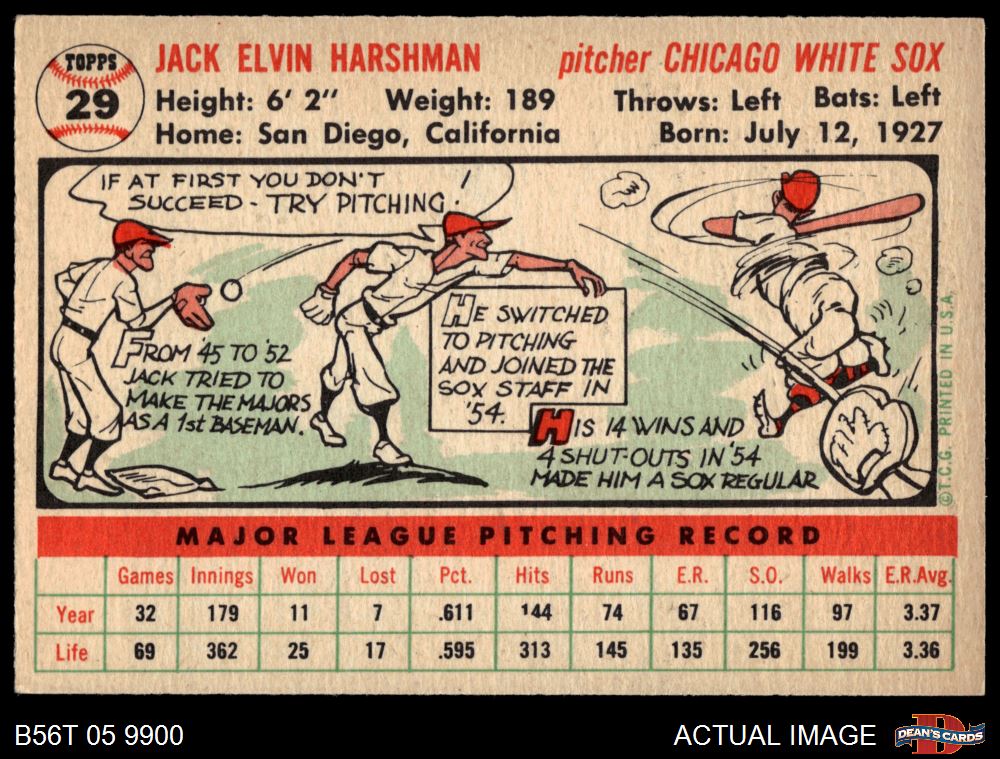 TOPPS
29
JACK ELVIN HARSHMAN
pitcher CHICAGO WHITE SOX
Height: 6' 2" Weight: 189 Throws: Left Bats: Left
Home: San Diego, California Born: July 12, 1927
IF AT FIRST YOU DON'T
SUCCEED - TRY PITCHING!
FROM '45 TO '52
JACK TRIED TO
MAKE THE MAJORS
AS A 1st BASEMAN.
HE SWITCHED
TO PITCHING
AND JOINED THE
SOX STAFF IN
'54.
HIS 14 WINS AND
4 SHUT-OUTS IN '54
MADE HIM A SOX REGULAR
© T.C.G. PRINTED IN U.S.A.
MAJOR LEAGUE PITCHING RECORD
Games Innings Won Lost Pct. Hits Runs E.R. S.O. Walks E.R.Avg.
Year 32 179 11 7 .611 144 74 67 116 97 3.37
Life 69 362 25 17 .595 313 145 135 256 199 3.36
B56T 05 9900
ACTUAL IMAGE
DEAN'S CARDS